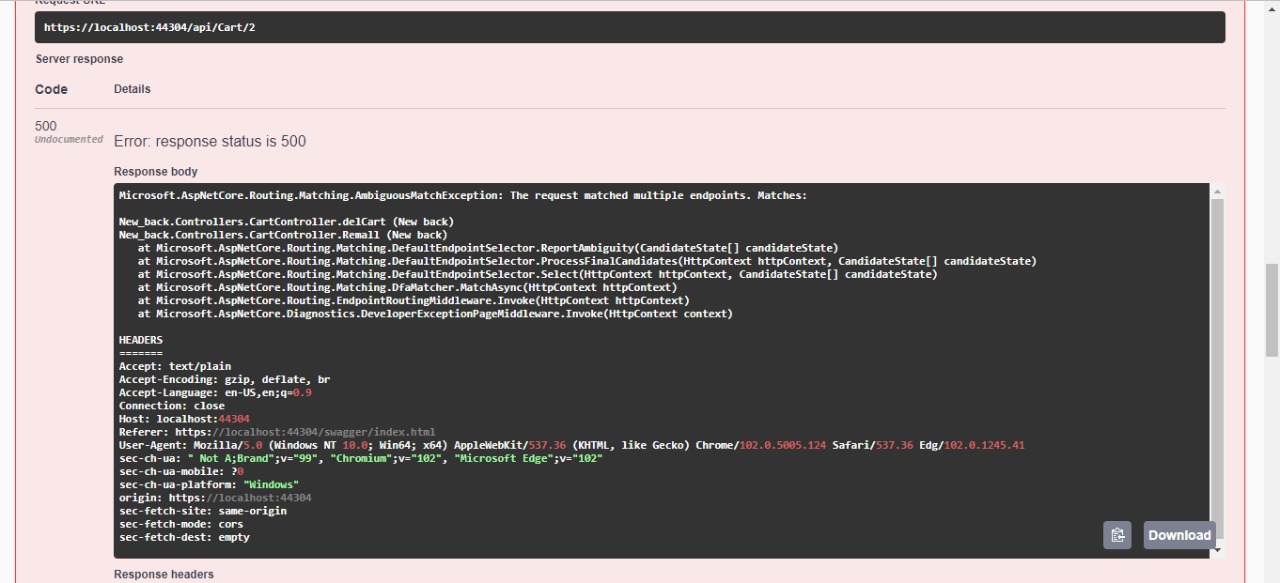 Request URL
https://localhost:44304/api/Cart/2
Server response
Code Details
500
Undocumented
Error: response status is 500
Response body
Microsoft.AspNetCore.Routing.Matching.AmbiguousMatchException: The request matched multiple endpoints. Matches:
New_back.Controllers.CartController.delCart (New back)
New_back.Controllers.CartController.Remall (New back)
at Microsoft.AspNetCore.Routing.Matching.DefaultEndpointSelector.ReportAmbiguity(CandidateState[] candidateState)
at Microsoft.AspNetCore.Routing.Matching.DefaultEndpointSelector.ProcessFinalCandidates(HttpContext httpContext, CandidateState[] candidateState)
at Microsoft.AspNetCore.Routing.Matching.DefaultEndpointSelector.Select(HttpContext httpContext, CandidateState[] candidateState)
at Microsoft.AspNetCore.Routing.Matching.DfaMatcher.MatchAsync(HttpContext httpContext)
at Microsoft.AspNetCore.Routing.EndpointRoutingMiddleware.Invoke(HttpContext httpContext)
at Microsoft.AspNetCore.Diagnostics.DeveloperExceptionPageMiddleware.Invoke(HttpContext context)
HEADERS
=======
Accept: text/plain
Accept-Encoding: gzip, deflate, br
Accept-Language: en-US,en;q=0.9
Connection: close
Host: localhost:44304
Referer: https://localhost:44304/swagger/index.html
User-Agent: Mozilla/5.0 (Windows NT 10.0; Win64; x64) AppleWebKit/537.36 (KHTML, like Gecko) Chrome/102.0.5005.124 Safari/537.36 Edg/102.0.1245.41
sec-ch-ua: " Not A;Brand";v="99", "Chromium";v="102", "Microsoft Edge";v="102"
sec-ch-ua-mobile: ?0
sec-ch-ua-platform: "Windows"
origin: https://localhost:44304
sec-fetch-site: same-origin
sec-fetch-mode: cors
sec-fetch-dest: empty
Download
Response headers